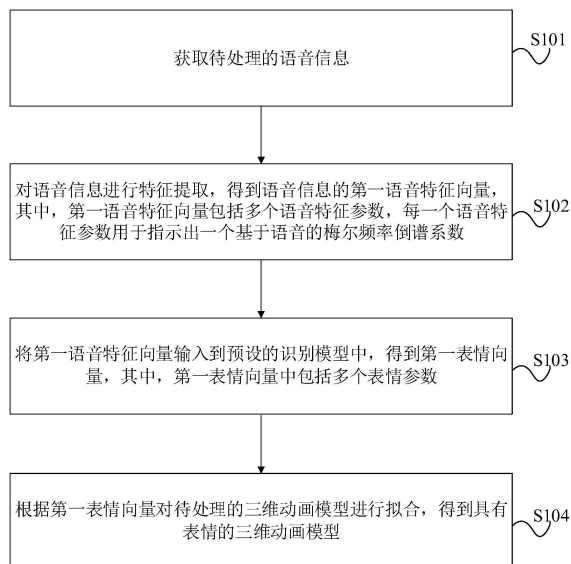 获取待处理的语音信息
S101
对语音信息进行特征提取，得到语音信息的第一语音特征向量，
其中，第一语音特征向量包括多个语音特征参数，每一个语音特
征参数用于指示出一个基于语音的梅尔频率倒谱系数
S102
将第一语音特征向量输入到预设的识别模型中，得到第一表情向
量，其中，第一表情向量中包括多个表情参数
S103
根据第一表情向量对待处理的三维动画模型进行拟合，得到具有
表情的三维动画模型
S104